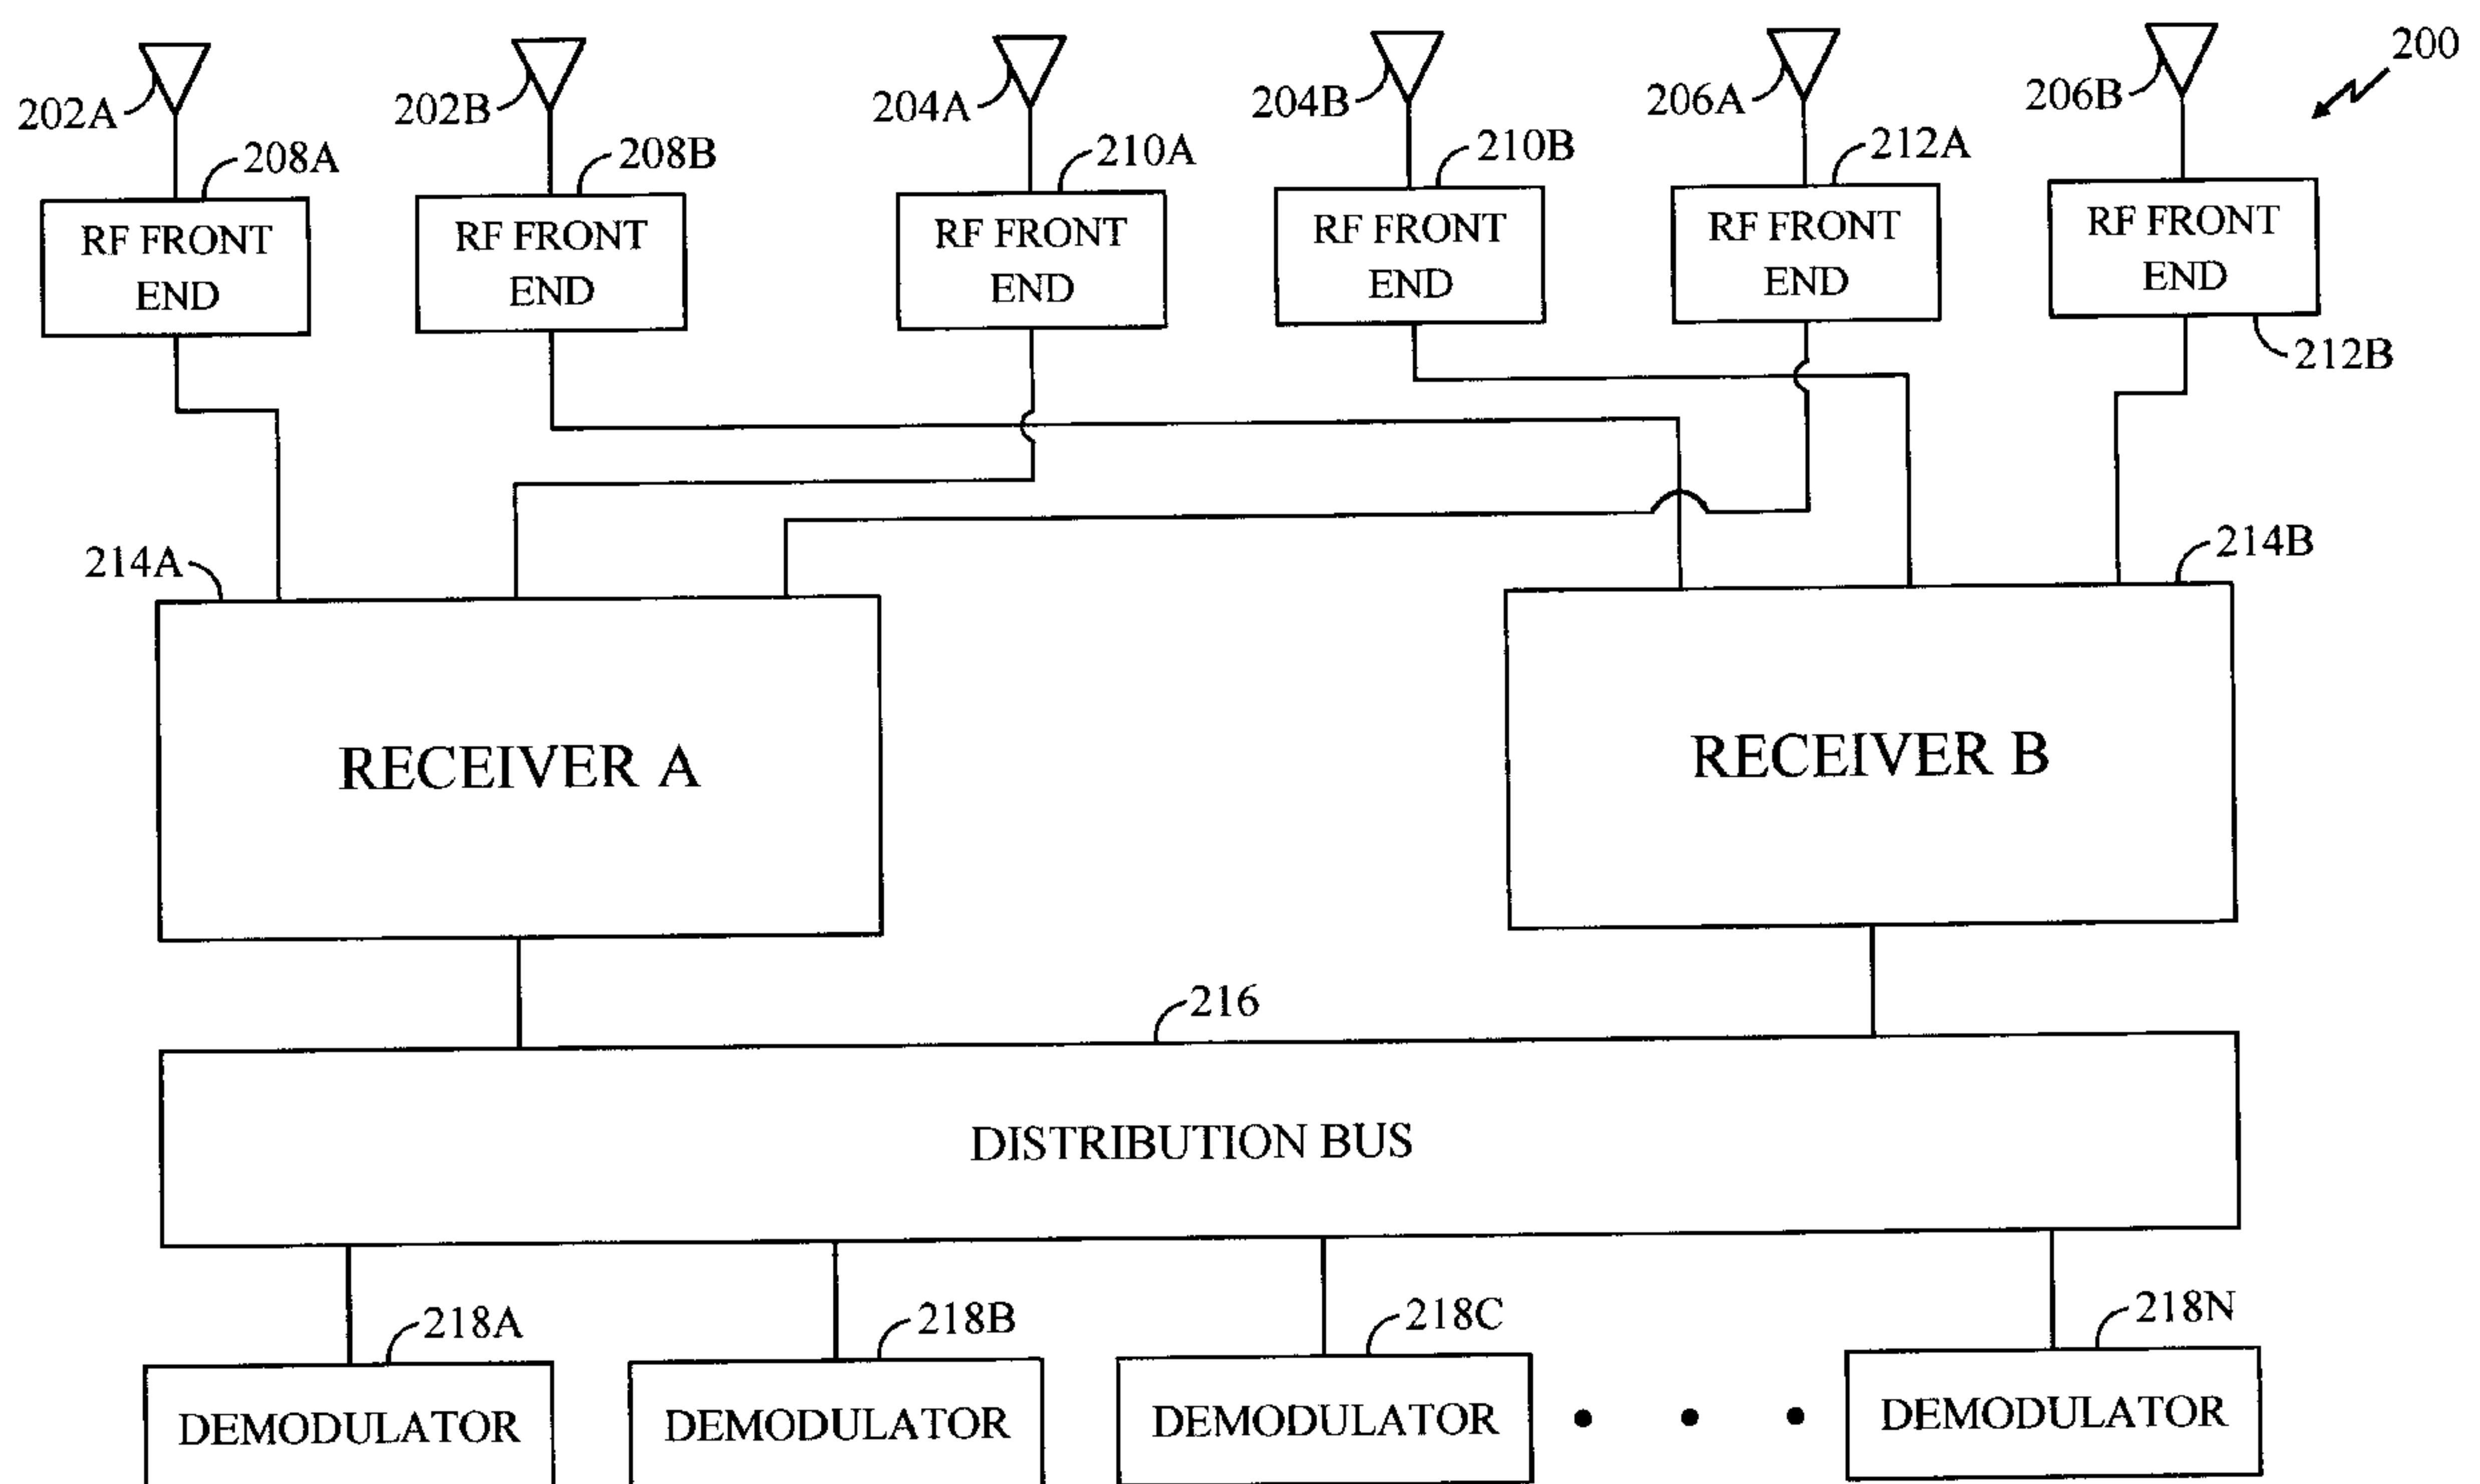 200
202A
202B
204A
204B
206A
206B
208A
208B
210A
210B
212A
212B
RF FRONT
END
RF FRONT
END
RF FRONT
END
RF FRONT
END
RF FRONT
END
RF FRONT
END
214A
214B
RECEIVER A
RECEIVER B
216
DISTRIBUTION BUS
218A
218B
218C
218N
DEMODULATOR
DEMODULATOR
DEMODULATOR
• • •
DEMODULATOR